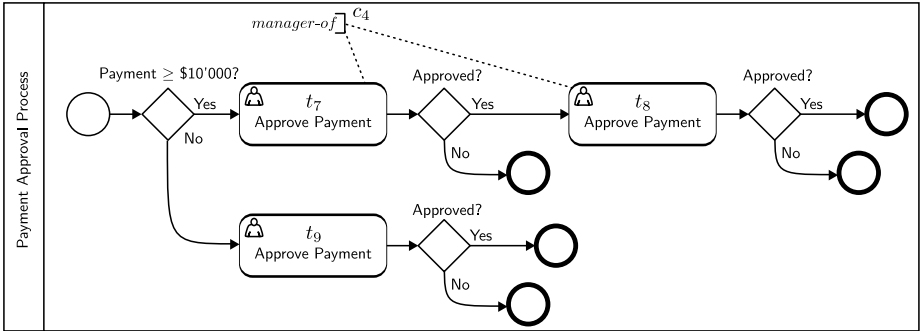 Payment Approval Process
manager-of
c4
Payment ≥ $10'000?
Yes
No
t7
Approve Payment
Approved?
Yes
No
t8
Approve Payment
Approved?
Yes
No
t9
Approve Payment
Approved?
Yes
No